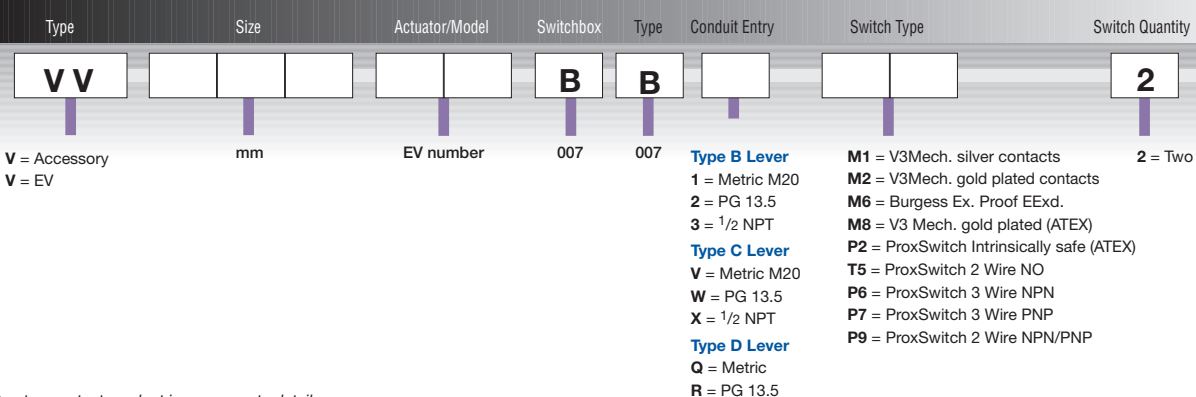 Type Size Actuator/Model Switchbox Type Conduit Entry Switch Type Switch Quantity
V V B B 2
mm EV number 007 007
V = Accessory
V = EV
Type B Lever
1 = Metric M20
2 = PG 13.5
3 = 1/2 NPT
Type C Lever
V = Metric M20
W = PG 13.5
X = 1/2 NPT
Type D Lever
Q = Metric
R = PG 13.5
M1 = V3Mech. silver contacts
M2 = V3Mech. gold plated contacts
M6 = Burgess Ex. Proof EExd.
M8 = V3 Mech. gold plated (ATEX)
P2 = ProxSwitch Intrinsically safe (ATEX)
T5 = ProxSwitch 2 Wire NO
P6 = ProxSwitch 3 Wire NPN
P7 = ProxSwitch 3 Wire PNP
P9 = ProxSwitch 2 Wire NPN/PNP
2 = Two